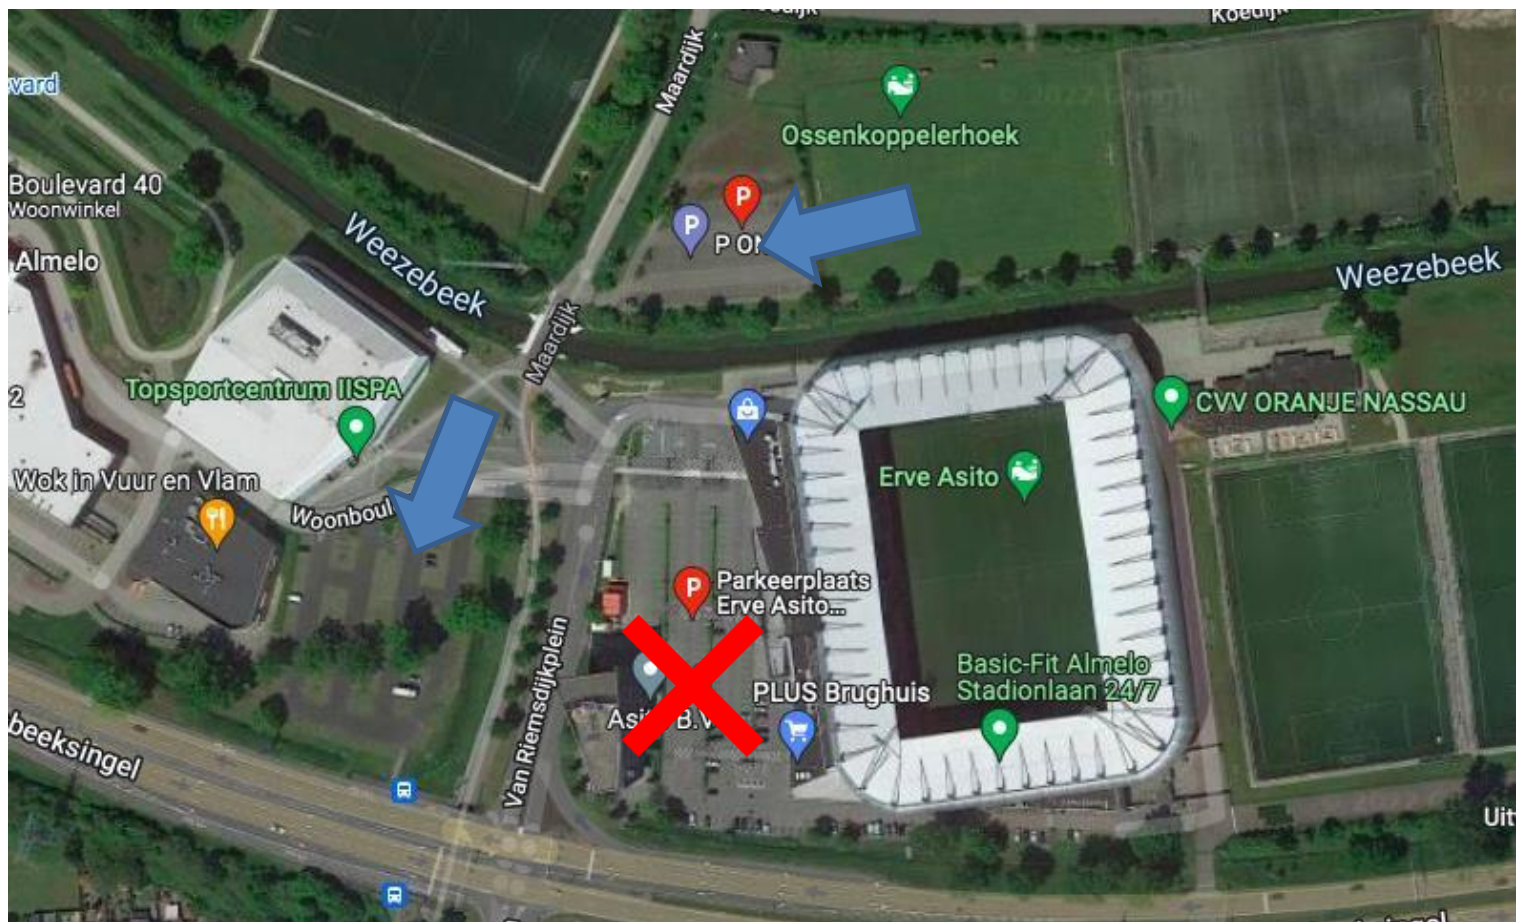 Koedijk
vard
Maardijk
Ossenkoppelerhoek
Boulevard 40
Woonwinkel
P
P
P O
Weezebeek
Almelo
Weezebeek
Maardijk
2
Topsportcentrum IISPA
CVV ORANJE NASSAU
Erve Asito
Wok in Vuur en Vlam
Woonboul
P
Parkeerplaats
Erve Asito...
Basic-Fit Almelo
Stadionlaan 24/7
PLUS Brughuis
Van Riemsdijkplein
beeksingel
Uit